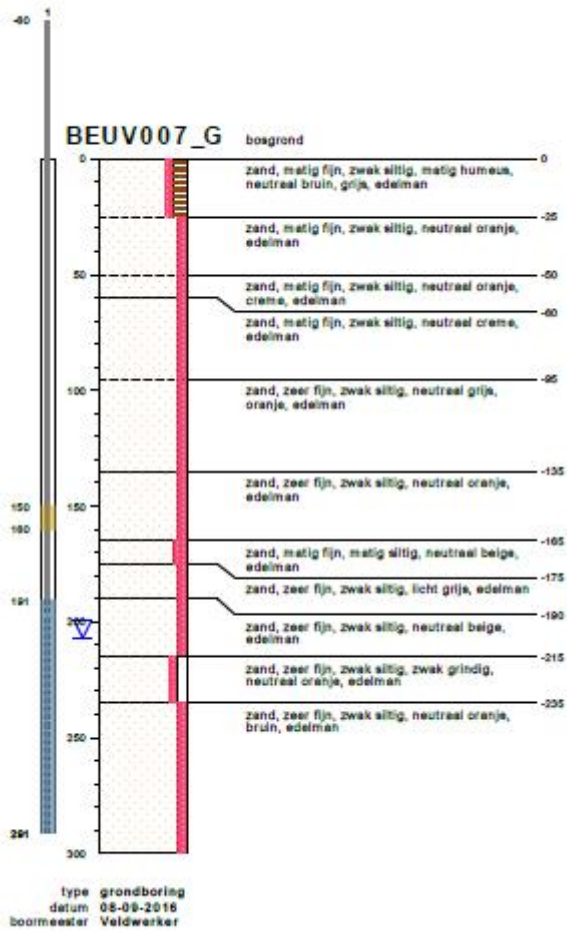 1
-60
BEUV007_G
bosgrond
0
0
zand, matig fijn, zwak siltig, matig humeus,
neutraal bruin, grijs, edelman
-25
zand, matig fijn, zwak siltig, neutraal oranje,
edelman
50
-50
zand, matig fijn, zwak siltig, neutraal oranje,
creme, edelman
-60
zand, matig fijn, zwak siltig, neutraal creme,
edelman
100
-95
zand, zeer fijn, zwak siltig, neutraal grijs,
oranje, edelman
-135
zand, zeer fijn, zwak siltig, neutraal oranje,
edelman
150
150
160
-165
zand, matig fijn, matig siltig, neutraal beige,
edelman
-175
zand, zeer fijn, zwak siltig, licht grijs, edelman
191
-190
200
zand, zeer fijn, zwak siltig, neutraal beige,
edelman
-215
zand, zeer fijn, zwak siltig, zwak grindig,
neutraal oranje, edelman
-235
zand, zeer fijn, zwak siltig, neutraal oranje,
bruin, edelman
250
291
300
type grondboring
datum 08-09-2016
boormeester Veldwerker